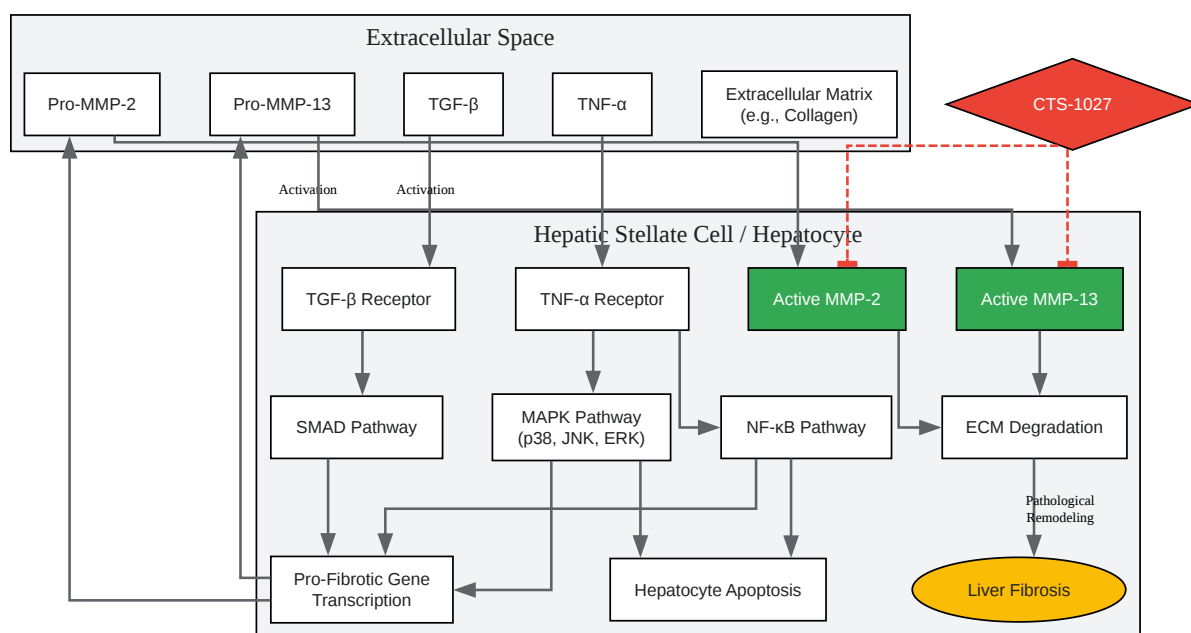 Extracellular Space
Pro-MMP-2
Pro-MMP-13
TGF-β
TNF-α
Extracellular Matrix
(e.g., Collagen)
CTS-1027
Activation
Activation
Hepatic Stellate Cell / Hepatocyte
TGF-β Receptor
TNF-α Receptor
Active MMP-2
Active MMP-13
SMAD Pathway
MAPK Pathway
(p38, JNK, ERK)
NF-κB Pathway
ECM Degradation
Pathological
Remodeling
Pro-Fibrotic Gene
Transcription
Hepatocyte Apoptosis
Liver Fibrosis